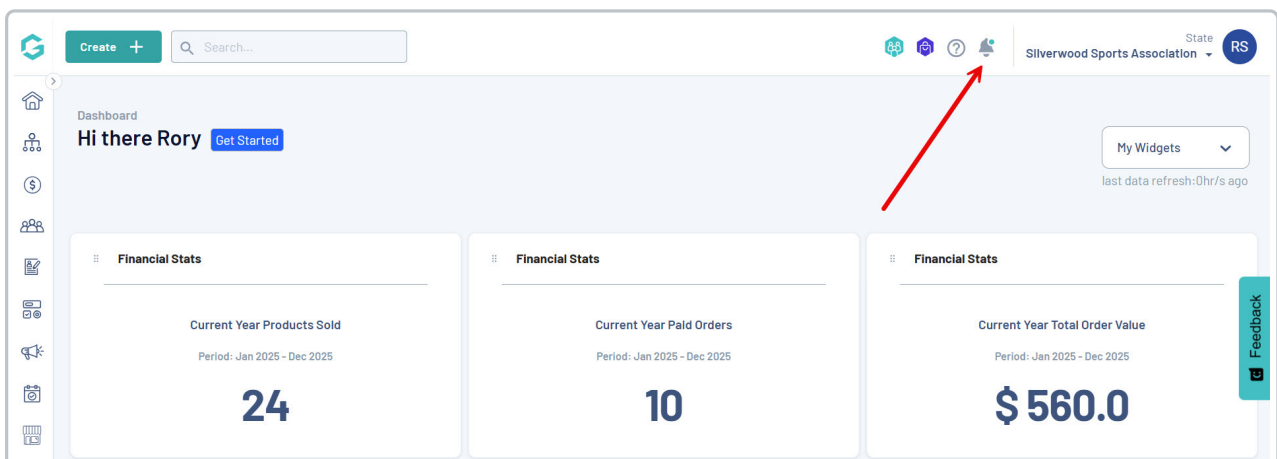 Create +
Search...
?
State
Silverwood Sports Association
RS
Dashboard
Hi there Rory
Get Started
My Widgets
last data refresh:0hr/s ago
Financial Stats
Financial Stats
Financial Stats
Current Year Products Sold
Current Year Paid Orders
Current Year Total Order Value
Period: Jan 2025 - Dec 2025
Period: Jan 2025 - Dec 2025
Period: Jan 2025 - Dec 2025
24
10
$ 560.0
Feedback